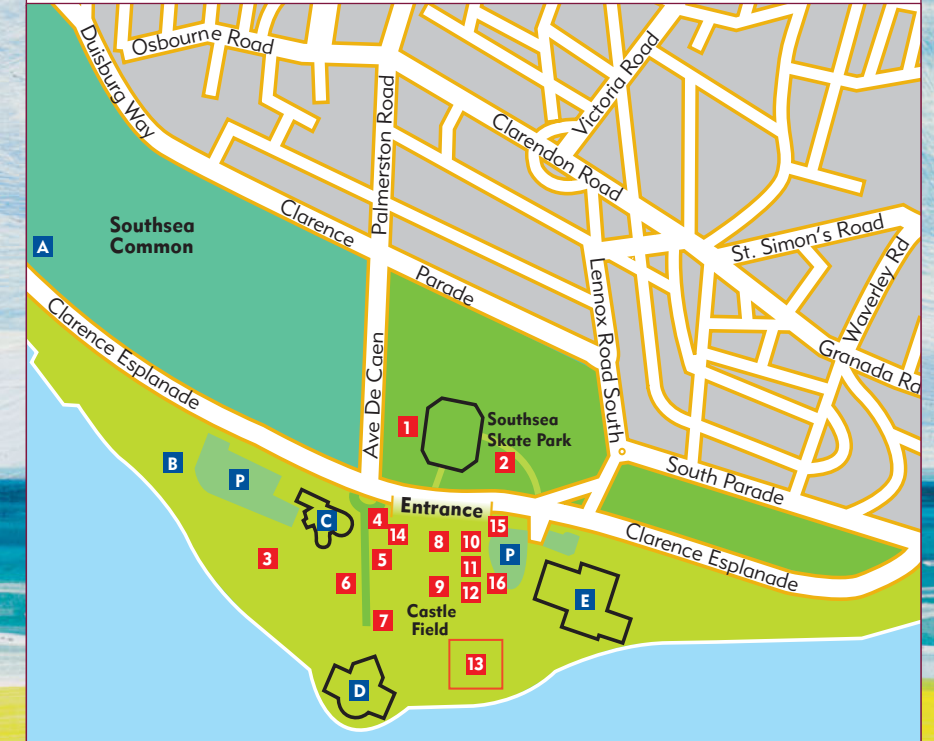 Osbourne Road
Duisburg Way
Victoria Road
Palmerston Road
Clarendon Road
Clarence
Parade
Southsea
Common
A
St. Simon's Road
Waverley Rd
Lennox Road South
Granada Ra
Clarence Esplanade
Ave De Caen
1
Southsea
Skate Park
2
B
P
South Parade
C
Entrance
4
14
15
8
10
P
Clarence Esplanade
3
5
11
6
9
12
16
E
7
Castle
Field
13
D